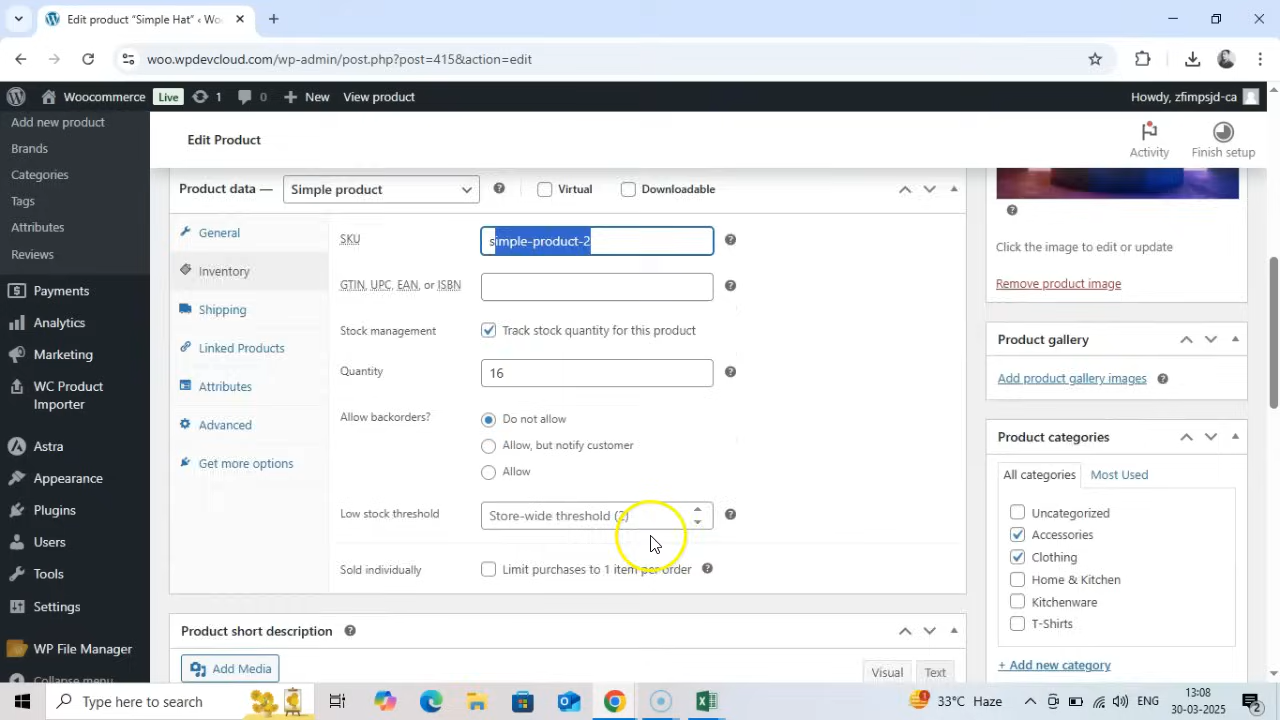 Edit product “Simple Hat” ‹ Wo
woo.wpdevcloud.com/wp-admin/post.php?post=415&action=edit
Woocommerce Live 1 0 New View product Howdy, zfimpsjd-ca
Add new product
Brands
Categories
Tags
Attributes
Reviews
Payments
Analytics
Marketing
WC Product
Importer
Astra
Appearance
Plugins
Users
Tools
Settings
WP File Manager
Collapse menu
Edit Product
Activity
Finish setup
Product data — Simple product Virtual Downloadable
General
Inventory
Shipping
Linked Products
Attributes
Advanced
Get more options
SKU simple-product-2
GTIN, UPC, EAN, or ISBN
Stock management Track stock quantity for this product
Quantity 16
Allow backorders? Do not allow
Allow, but notify customer
Allow
Low stock threshold Store-wide threshold (2)
Sold individually Limit purchases to 1 item per order
Product short description
Add Media
Visual Text
Click the image to edit or update
Remove product image
Product gallery
Add product gallery images
Product categories
All categories Most Used
Uncategorized
Accessories
Clothing
Home & Kitchen
Kitchenware
T-Shirts
+ Add new category
Type here to search
33°C Haze
ENG
13:08
30-03-2025
2